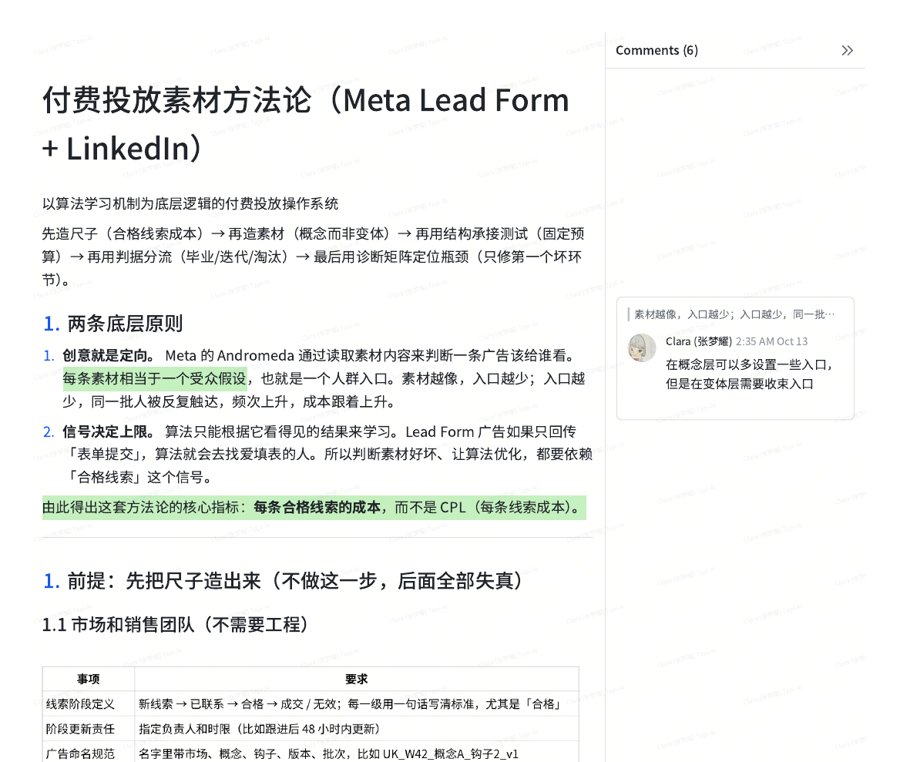 付费投放素材方法论（Meta Lead Form
+ LinkedIn）
以算法学习机制为底层逻辑的付费投放操作系统
先造尺子（合格线索成本）→ 再造素材（概念而非变体）→ 再用结构承接测试（固定预
算）→ 再用判据分流（毕业/迭代/淘汰）→ 最后用诊断矩阵定位瓶颈（只修第一个坏环
节）。
1. 两条底层原则
1. 创意就是定向。 Meta 的 Andromeda 通过读取素材内容来判断一条广告该给谁看。
每条素材相当于一个受众假设，也就是一个人群入口。素材越像，入口越少；入口越
少，同一批人被反复触达，频次上升，成本跟着上升。
2. 信号决定上限。 算法只能根据它看得见的结果来学习。Lead Form 广告如果只回传
「表单提交」，算法就会去找爱填表的人。所以判断素材好坏、让算法优化，都要依赖
「合格线索」这个信号。
由此得出这套方法论的核心指标：每条合格线索的成本，而不是 CPL（每条线索成本）。
1. 前提：先把尺子造出来（不做这一步，后面全部失真）
1.1 市场和销售团队（不需要工程）
事项 要求
线索阶段定义 新线索 → 已联系 → 合格 → 成交 / 无效；每一级用一句话写清标准，尤其是「合格」
阶段更新责任 指定负责人和时限（比如跟进后 48 小时内更新）
广告命名规范 名字里带市场、概念、钩子、版本、批次，比如 UK_W42_概念A_钩子2_v1
Comments (6)
素材越像，入口越少；入口越少，同一批…
Clara (张梦耀) 2:35 AM Oct 13
在概念层可以多设置一些入口，
但是在变体层需要收束入口